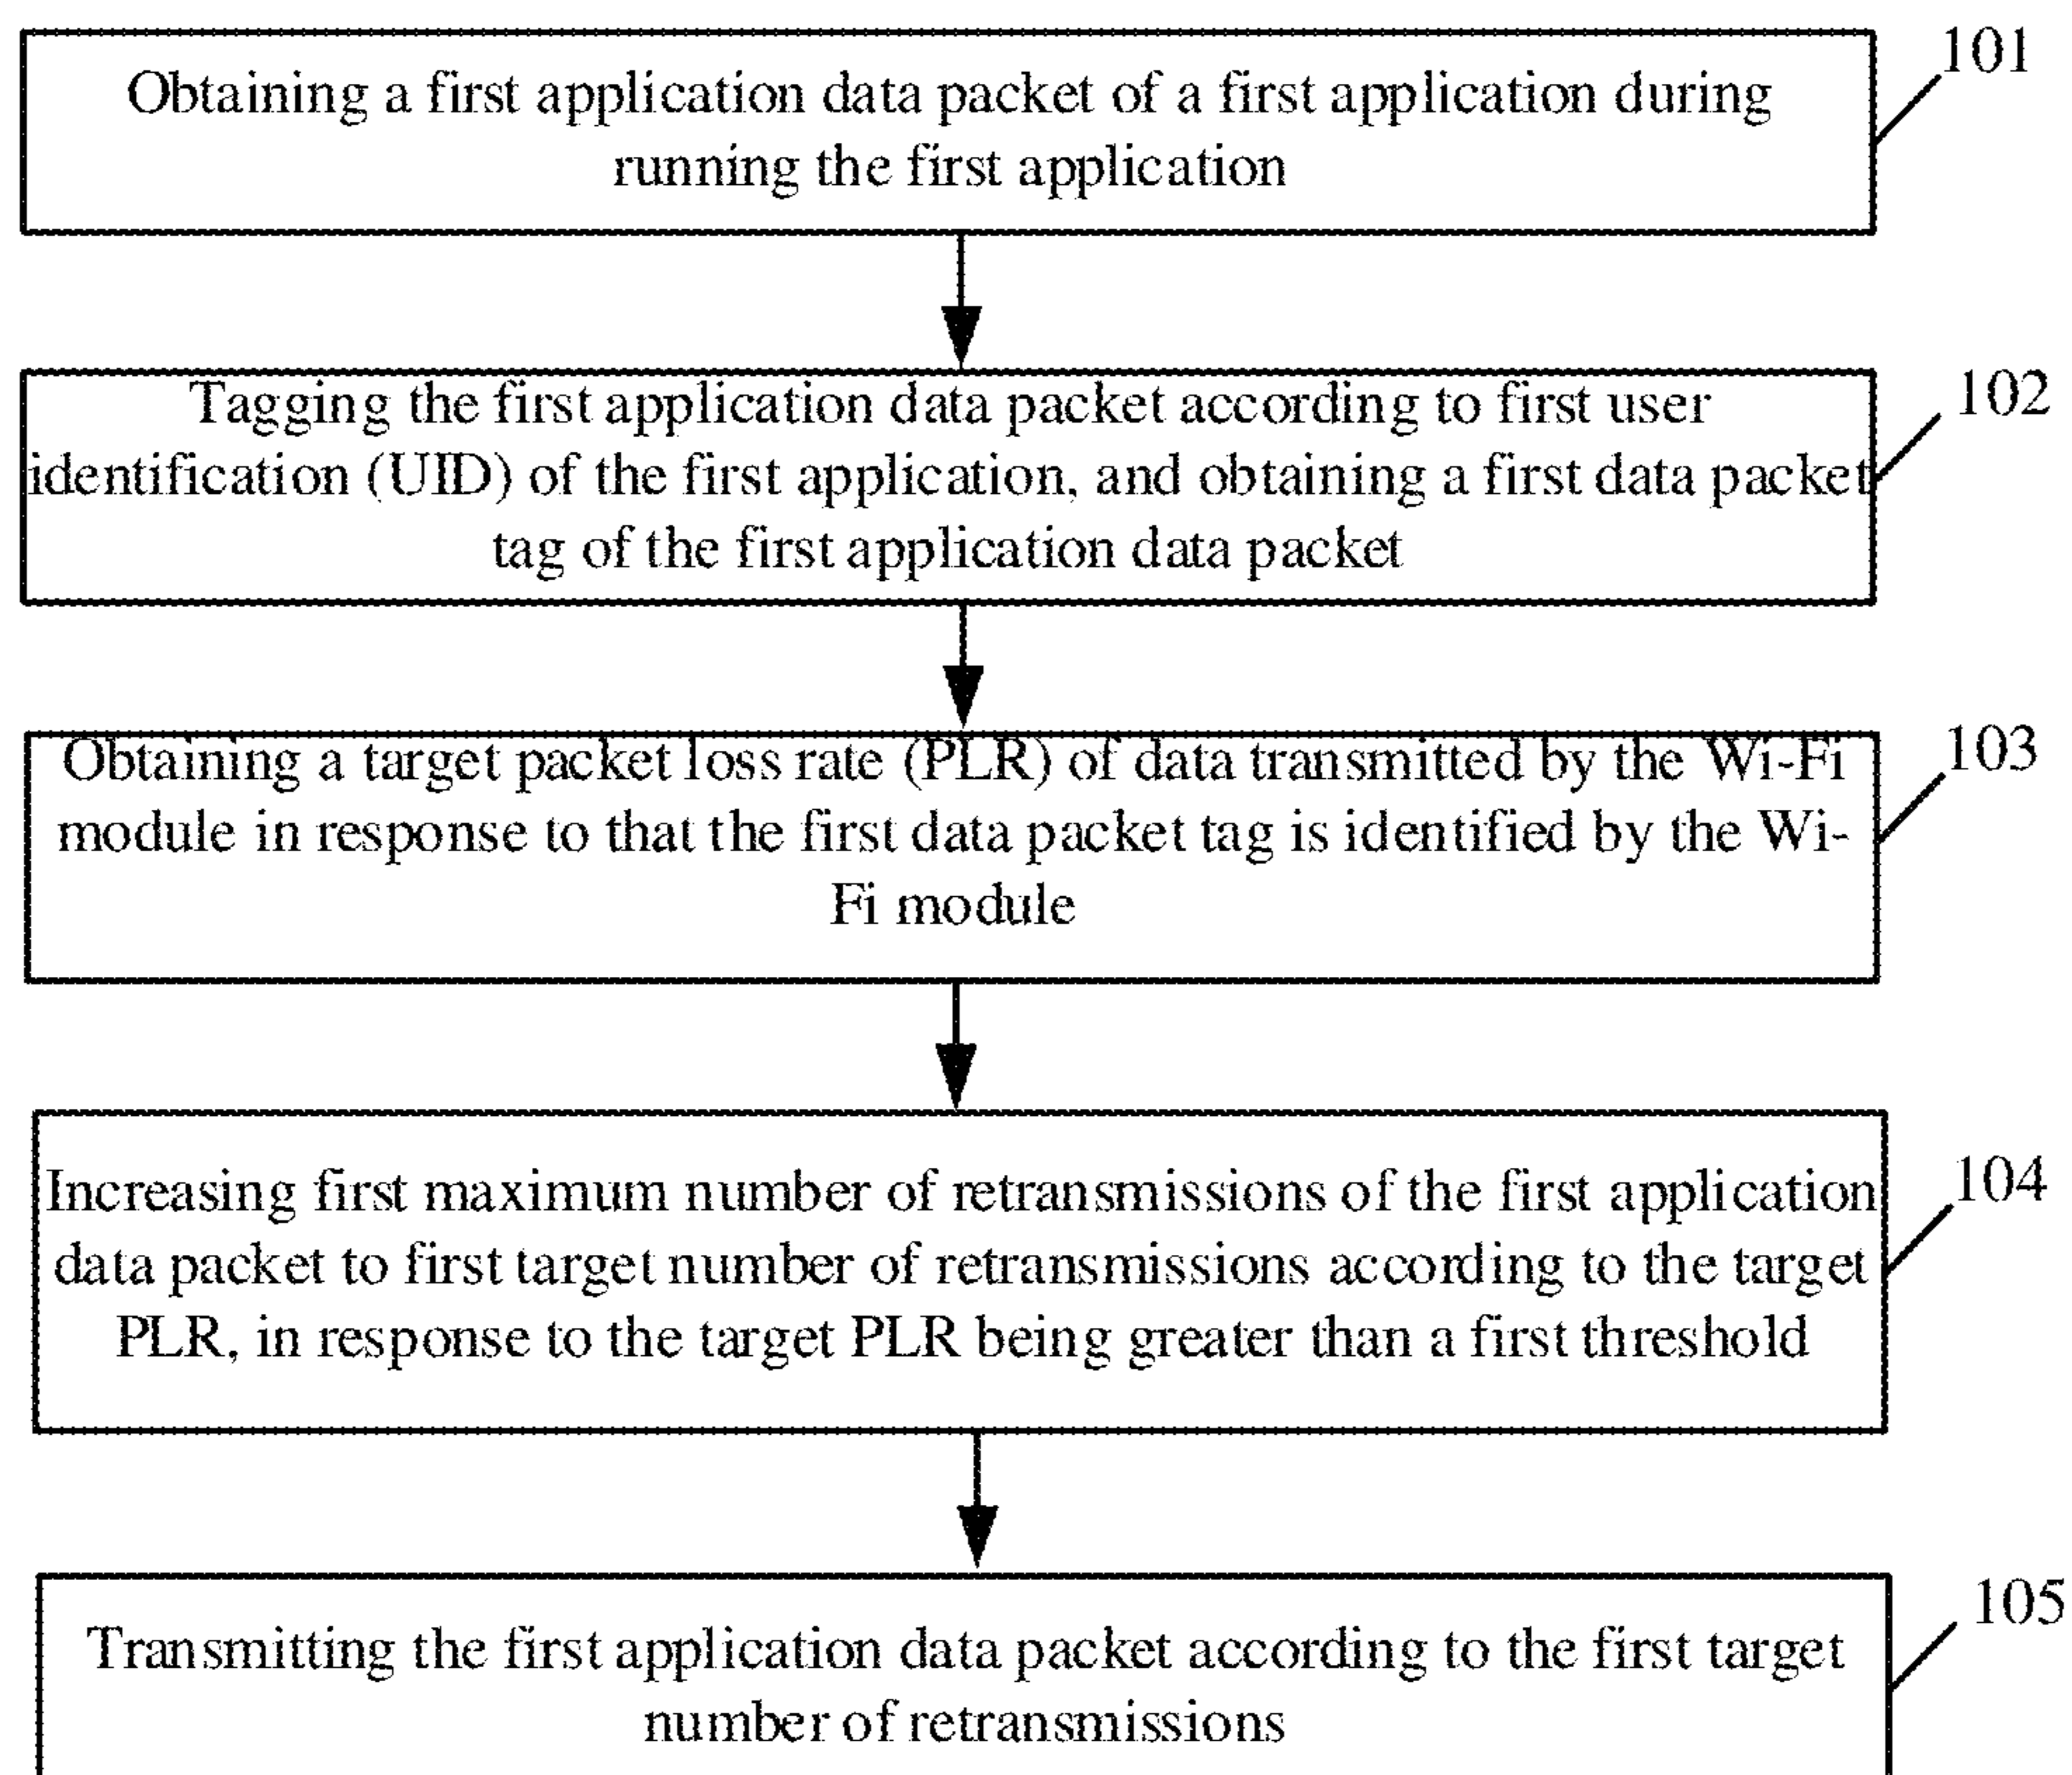 Obtaining a first application data packet of a first application during
running the first application
101
Tagging the first application data packet according to first user
identification (UID) of the first application, and obtaining a first data packet
tag of the first application data packet
102
Obtaining a target packet loss rate (PLR) of data transmitted by the Wi-Fi
module in response to that the first data packet tag is identified by the Wi-
Fi module
103
Increasing first maximum number of retransmissions of the first application
data packet to first target number of retransmissions according to the target
PLR, in response to the target PLR being greater than a first threshold
104
Transmitting the first application data packet according to the first target
number of retransmissions
105